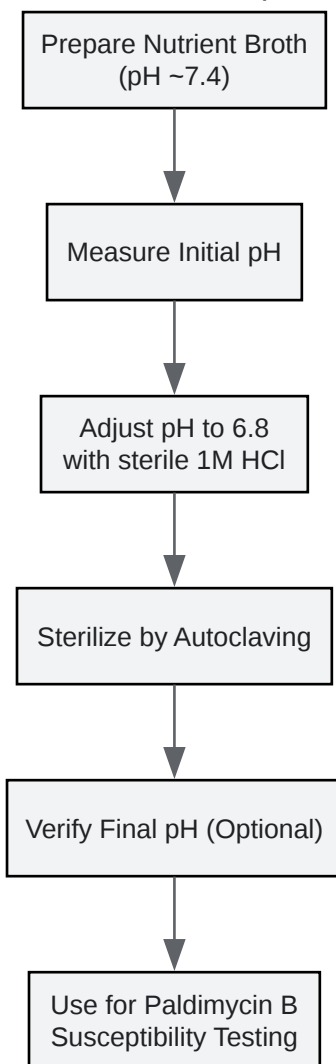 Prepare Nutrient Broth
(pH ~7.4)
Measure Initial pH
Adjust pH to 6.8
with sterile 1M HCl
Sterilize by Autoclaving
Verify Final pH (Optional)
Use for Paldimycin B
Susceptibility Testing